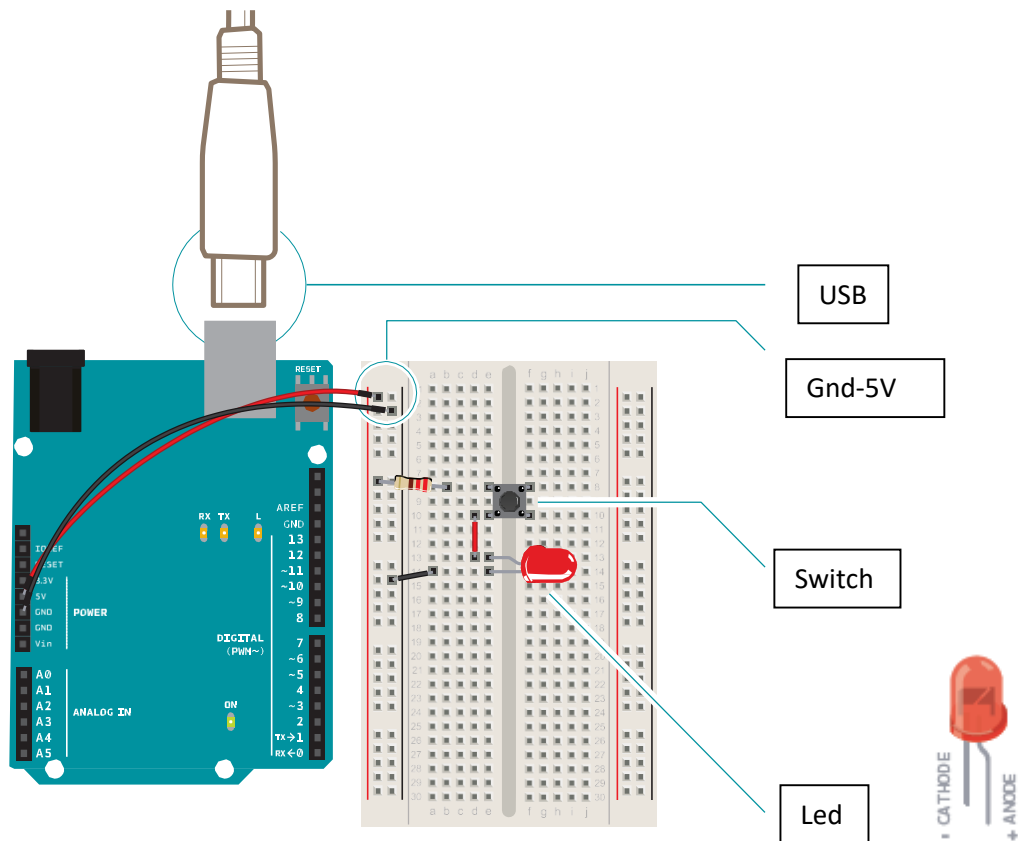 USB
Gnd-5V
Switch
Led
RESET
RX TX L
AREF
GND
13
12
~11
~10
~9
8
7
~6
~5
4
~3
2
TX→1
RX←0
DIGITAL
(PWM~)
3.3V
5V
GND
GND
Vin
POWER
A0
A1
A2
A3
A4
A5
ANALOG IN
ON
a b c d e f g h i j
a b c d e f g h i j
- CATHODE
+ ANODE